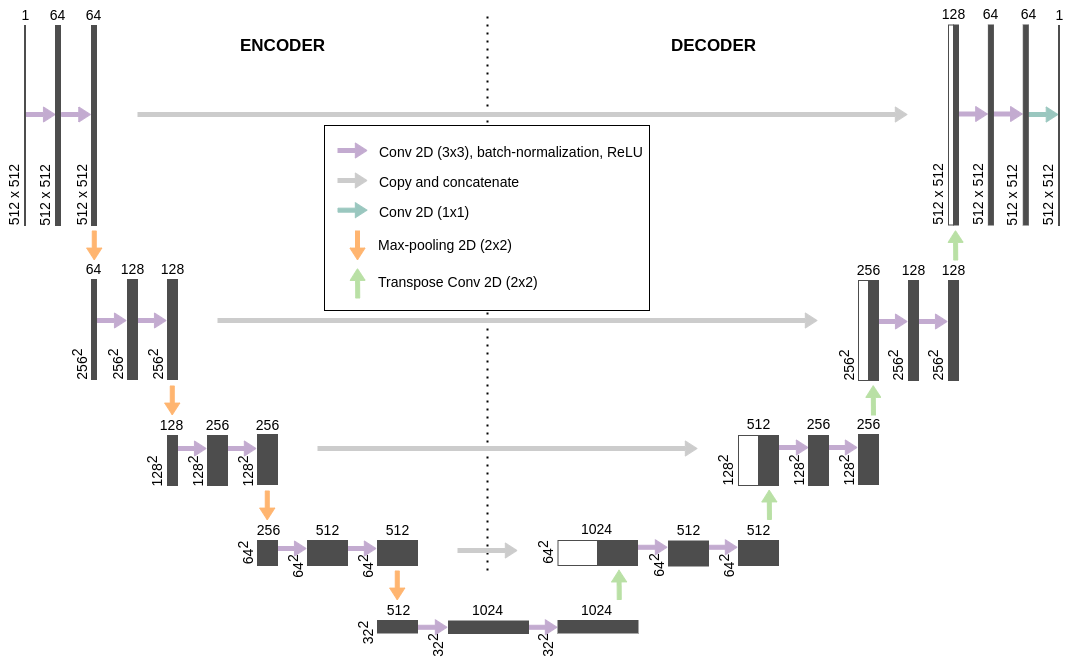 1 64 64
128 64 64 1
ENCODER
DECODER
512 x 512 512 x 512 512 x 512
512 x 512 512 x 512 512 x 512 512 x 512
Conv 2D (3x3), batch-normalization, ReLU
Copy and concatenate
Conv 2D (1x1)
Max-pooling 2D (2x2)
Transpose Conv 2D (2x2)
64 128 128
256 128 128
256² 256² 256²
256² 256² 256²
128 256 256
512 256 256
128² 128² 128²
128² 128² 128²
256 512 512
1024 512 512
64² 64² 64²
64² 64² 64²
512 1024 1024
32² 32² 32²